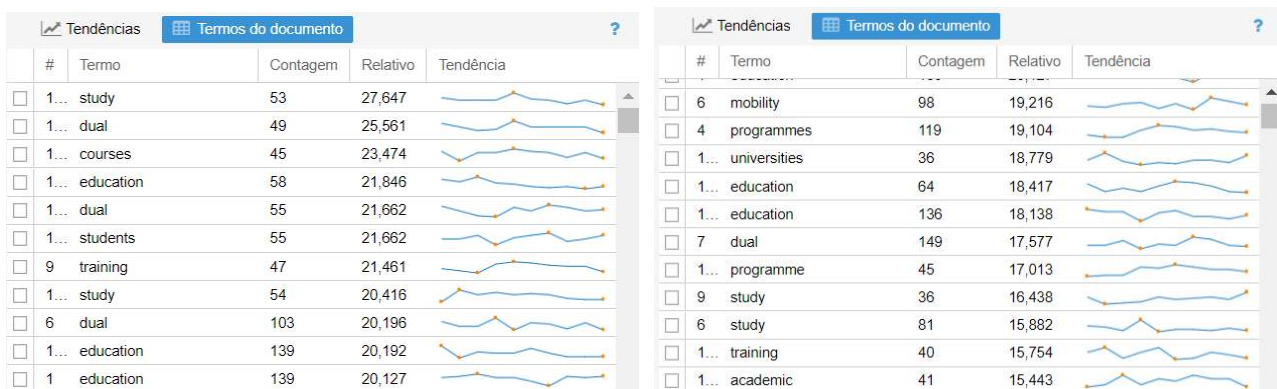 Tendências Termos do documento ?
# Termo Contagem Relativo Tendência
1... study 53 27,647
1... dual 49 25,561
1... courses 45 23,474
1... education 58 21,846
1... dual 55 21,662
1... students 55 21,662
9 training 47 21,461
1... study 54 20,416
6 dual 103 20,196
1... education 139 20,192
1 education 139 20,127
Tendências Termos do documento ?
# Termo Contagem Relativo Tendência
6 mobility 98 19,216
4 programmes 119 19,104
1... universities 36 18,779
1... education 64 18,417
1... education 136 18,138
7 dual 149 17,577
1... programme 45 17,013
9 study 36 16,438
6 study 81 15,882
1... training 40 15,754
1... academic 41 15,443